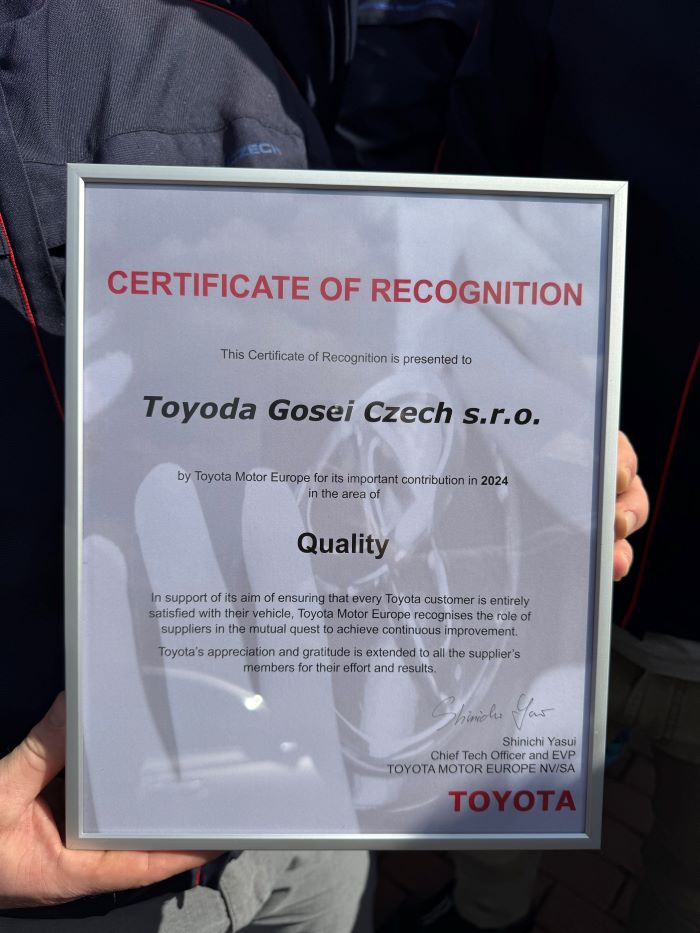 CZECH
CERTIFICATE OF RECOGNITION
This Certificate of Recognition is presented to
Toyoda Gosei Czech s.r.o.
by Toyota Motor Europe for its important contribution in 2024
in the area of
Quality
In support of its aim of ensuring that every Toyota customer is entirely
satisfied with their vehicle, Toyota Motor Europe recognises the role of
suppliers in the mutual quest to achieve continuous improvement.
Toyota's appreciation and gratitude is extended to all the supplier's
members for their effort and results.
Shinichi Yasui
Chief Tech Officer and EVP
TOYOTA MOTOR EUROPE NV/SA
TOYOTA